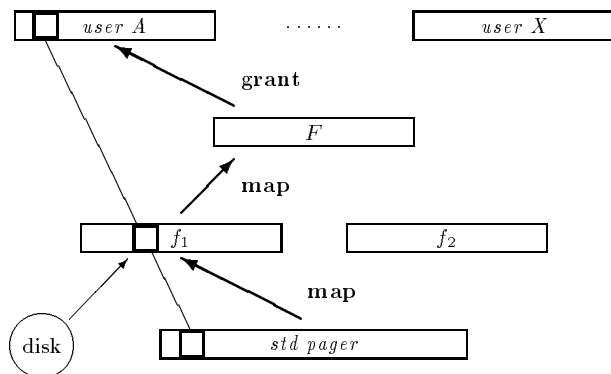 user A ...... user X
grant
F
map
f₁ f₂
map
disk std pager